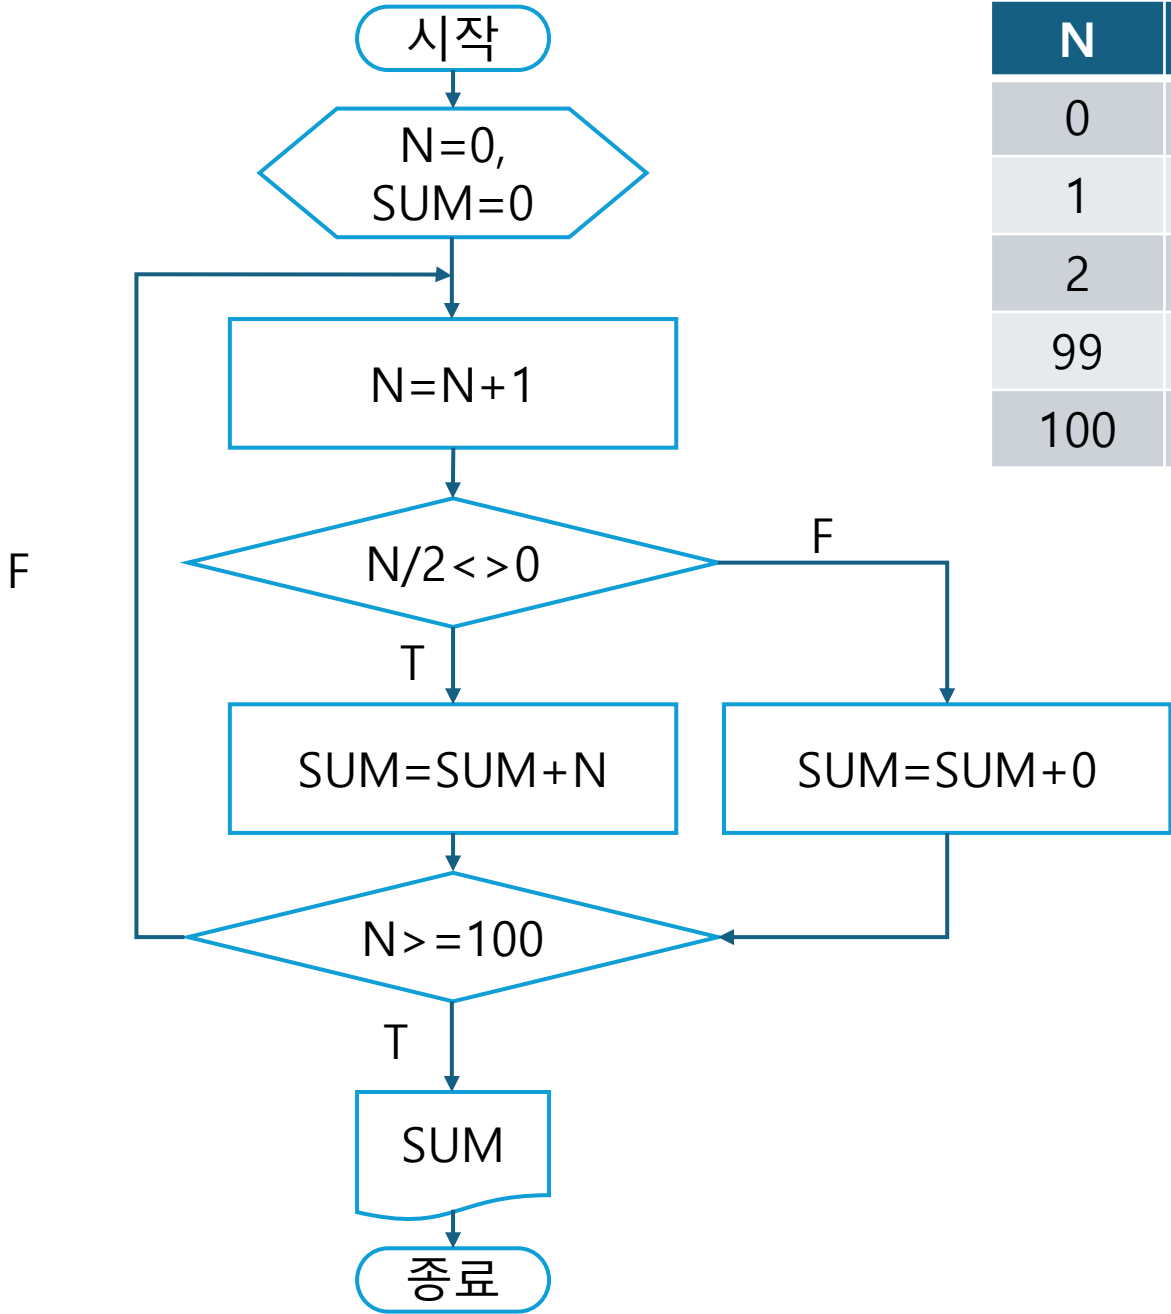 시작
N=0,
SUM=0
N=N+1
N/2<>0
F
T
SUM=SUM+N
SUM=SUM+0
F
N>=100
T
SUM
종료
N
0
1
2
99
100